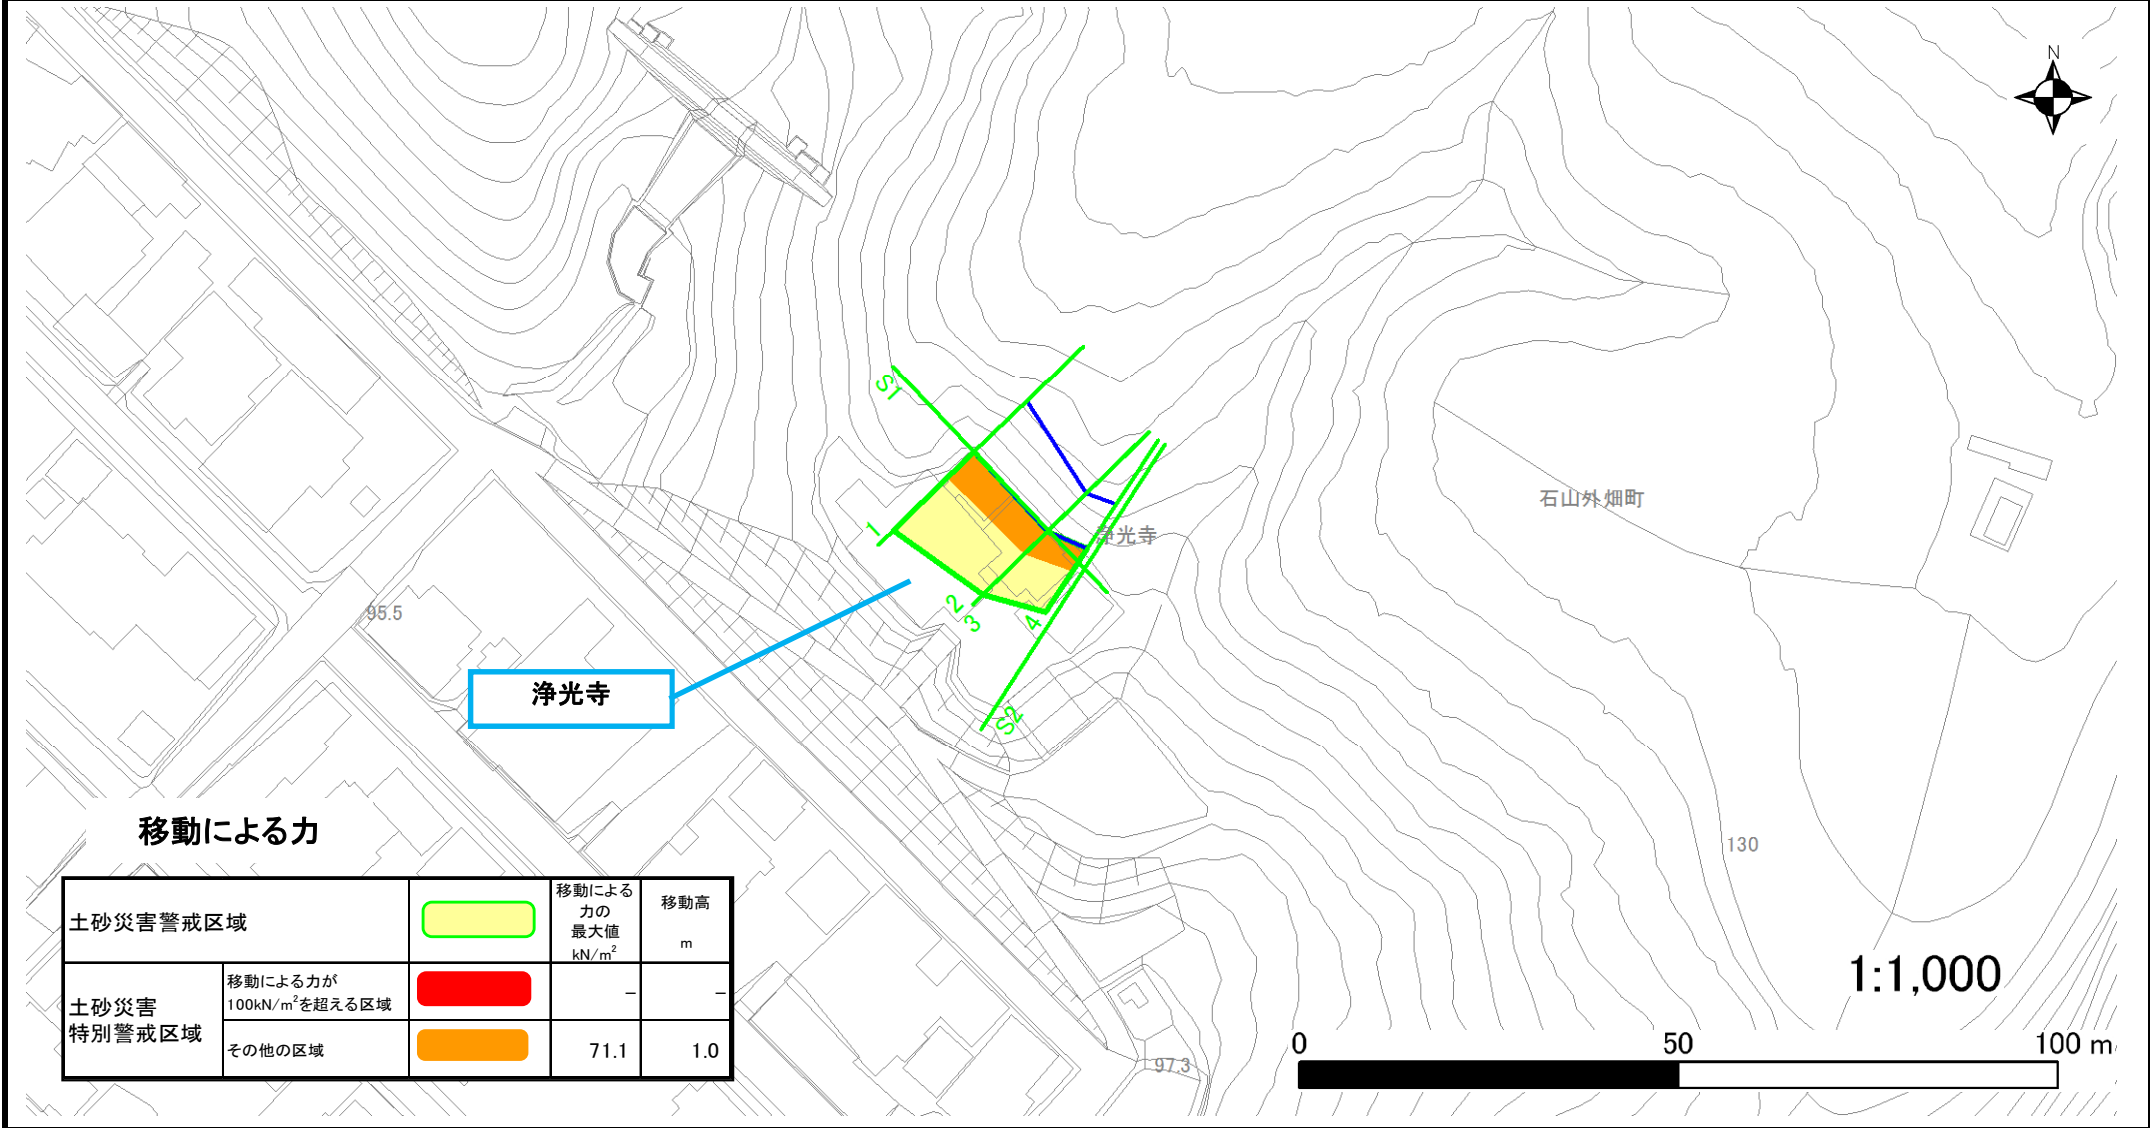 N
S1
石山外畑町
浄光寺
1
2
3
4
95.5
浄光寺
S2
移動による力
130
土砂災害警戒区域
移動による
力の
最大値
kN/m²
移動高
m
土砂災害
特別警戒区域
移動による力が
100kN/m²を超える区域
−
−
その他の区域
71.1
1.0
97.3
1:1,000
0
50
100 m